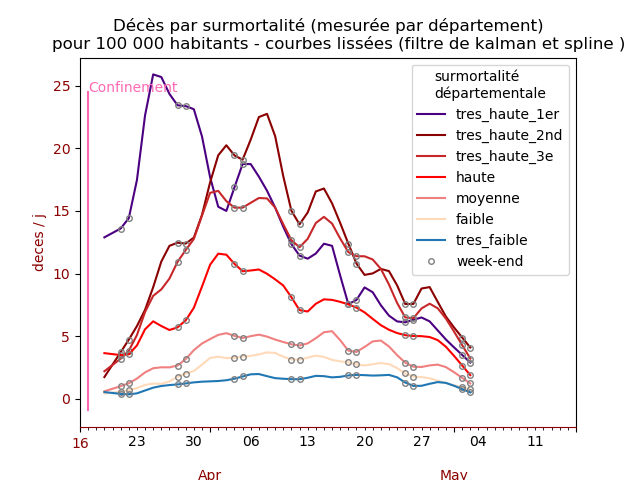 Décès par surmortalité (mesurée par département)
pour 100 000 habitants - courbes lissées (filtre de kalman et spline )
Confinement
surmortalité
départementale
tres_haute_1er
tres_haute_2nd
tres_haute_3e
haute
moyenne
faible
tres_faible
week-end
deces / j
25
20
15
10
5
0
16 23 30 06 13 20 27 04 11
Apr May